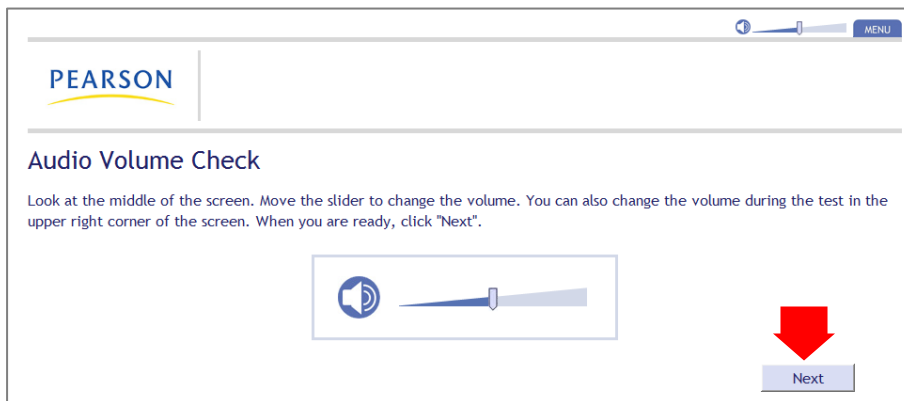 MENU
PEARSON
Audio Volume Check
Look at the middle of the screen. Move the slider to change the volume. You can also change the volume during the test in the
upper right corner of the screen. When you are ready, click "Next".
Next